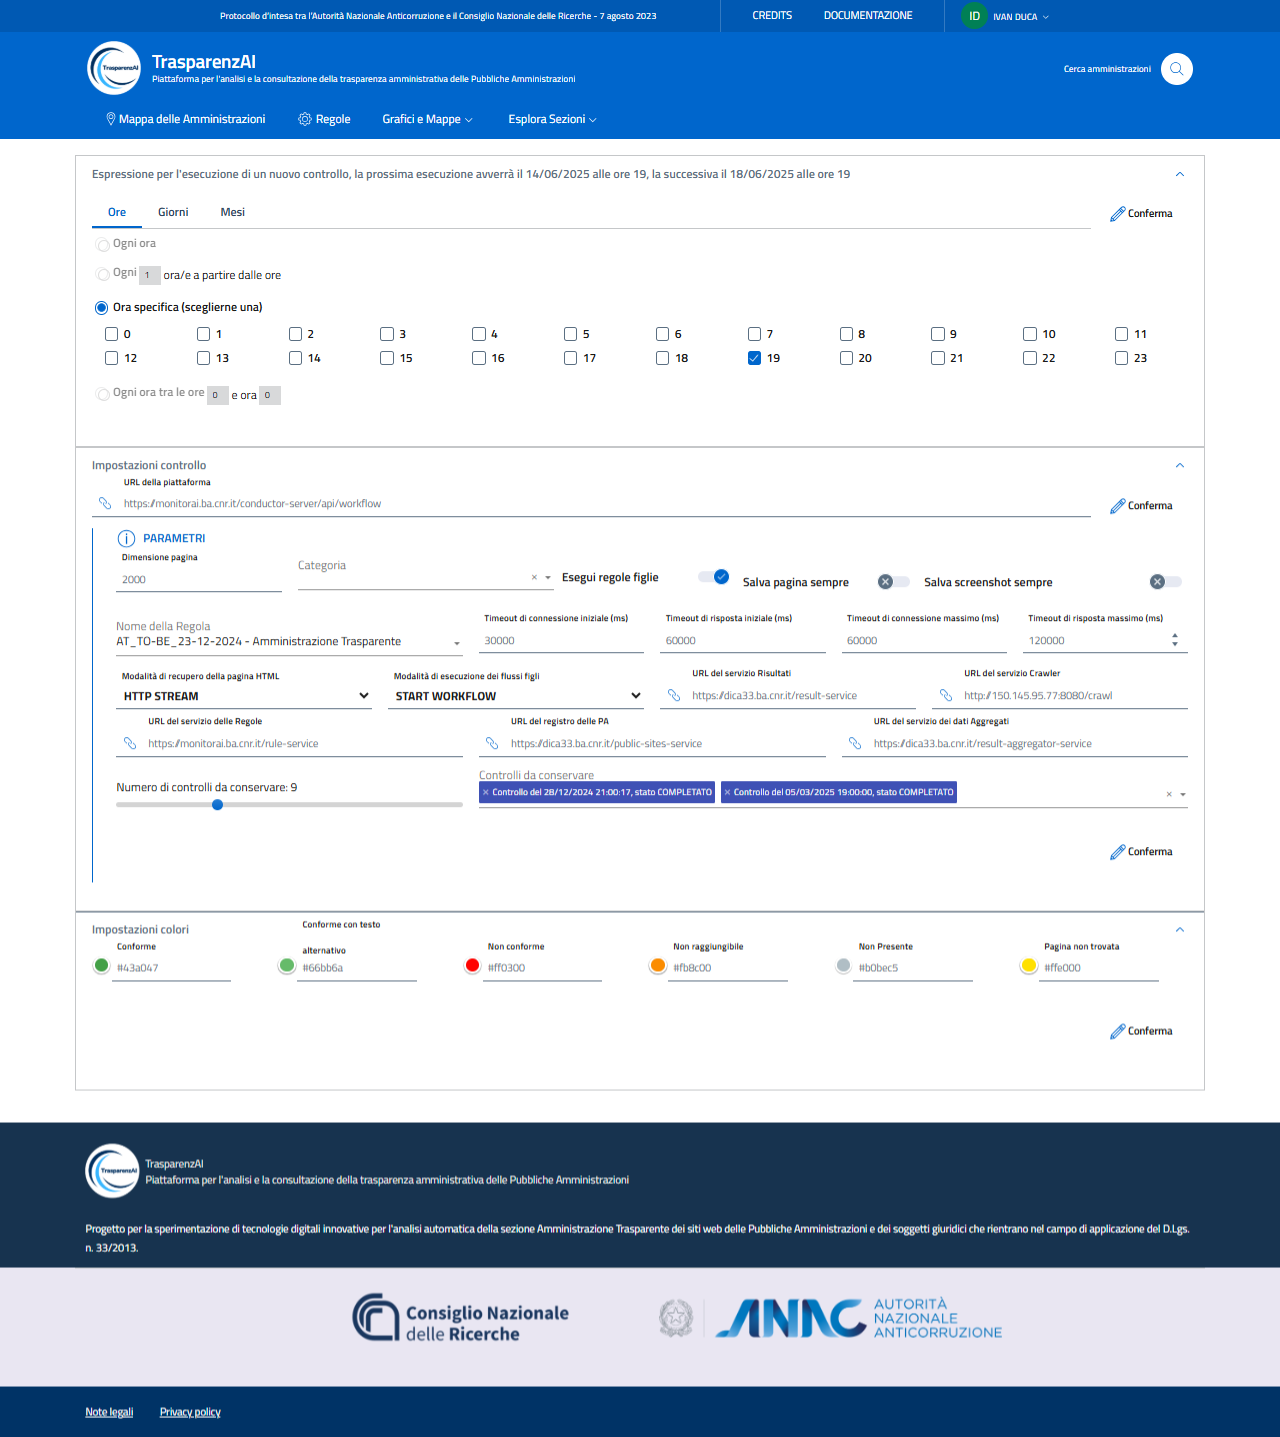 Protocollo d'intesa tra l'Autorità Nazionale Anticorruzione e il Consiglio Nazionale delle Ricerche - 7 agosto 2023
CREDITS
DOCUMENTAZIONE
ID
IVAN DUCA
TrasparenzAI
TrasparenzAI
Piattaforma per l'analisi e la consultazione della trasparenza amministrativa delle Pubbliche Amministrazioni
Cerca amministrazioni
Mappa delle Amministrazioni
Regole
Grafici e Mappe
Esplora Sezioni
Espressione per l'esecuzione di un nuovo controllo, la prossima esecuzione avverrà il 14/06/2025 alle ore 19, la successiva il 18/06/2025 alle ore 19
Ore
Giorni
Mesi
Conferma
Ogni ora
Ogni 1 ora/e a partire dalle ore
Ora specifica (sceglierne una)
0 1 2 3 4 5 6 7 8 9 10 11
12 13 14 15 16 17 18 19 20 21 22 23
Ogni ora tra le ore 0 e ora 0
Impostazioni controllo
URL della piattaforma
https://monitorai.ba.cnr.it/conductor-server/api/workflow
Conferma
PARAMETRI
Dimensione pagina
2000
Categoria
×
Esegui regole figlie
Salva pagina sempre
Salva screenshot sempre
Nome della Regola
AT_TO-BE_23-12-2024 - Amministrazione Trasparente
Timeout di connessione iniziale (ms)
30000
Timeout di risposta iniziale (ms)
60000
Timeout di connessione massimo (ms)
60000
Timeout di risposta massimo (ms)
120000
Modalità di recupero della pagina HTML
HTTP STREAM
Modalità di esecuzione dei flussi figli
START WORKFLOW
URL del servizio Risultati
https://dica33.ba.cnr.it/result-service
URL del servizio Crawler
http://150.145.95.77:8080/crawl
URL del servizio delle Regole
https://monitorai.ba.cnr.it/rule-service
URL del registro delle PA
https://dica33.ba.cnr.it/public-sites-service
URL del servizio dei dati Aggregati
https://dica33.ba.cnr.it/result-aggregator-service
Numero di controlli da conservare: 9
Controlli da conservare
× Controllo del 28/12/2024 21:00:17, stato COMPLETATO
× Controllo del 05/03/2025 19:00:00, stato COMPLETATO
×
Conferma
Impostazioni colori
Conforme
#43a047
Conforme con testo
alternativo
#66bb6a
Non conforme
#ff0300
Non raggiungibile
#fb8c00
Non Presente
#b0bec5
Pagina non trovata
#ffe000
Conferma
TrasparenzAI
TrasparenzAI
Piattaforma per l'analisi e la consultazione della trasparenza amministrativa delle Pubbliche Amministrazioni
Progetto per la sperimentazione di tecnologie digitali innovative per l'analisi automatica della sezione Amministrazione Trasparente dei siti web delle Pubbliche Amministrazioni e dei soggetti giuridici che rientrano nel campo di applicazione del D.Lgs.
n. 33/2013.
Consiglio Nazionale
delle Ricerche
ANAC
AUTORITÀ
NAZIONALE
ANTICORRUZIONE
Note legali
Privacy policy